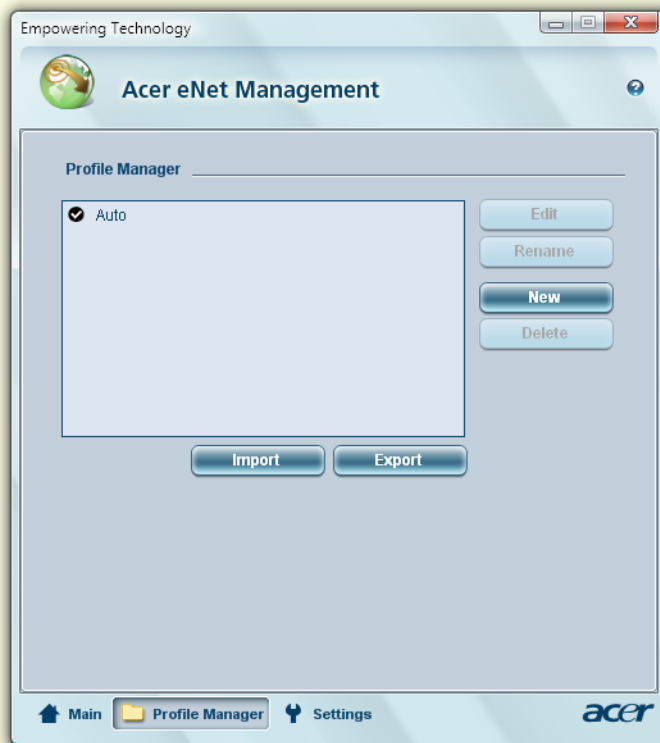 Empowering Technology
Acer eNet Management
Profile Manager
Auto
Edit
Rename
New
Delete
Import Export
Main Profile Manager Settings acer